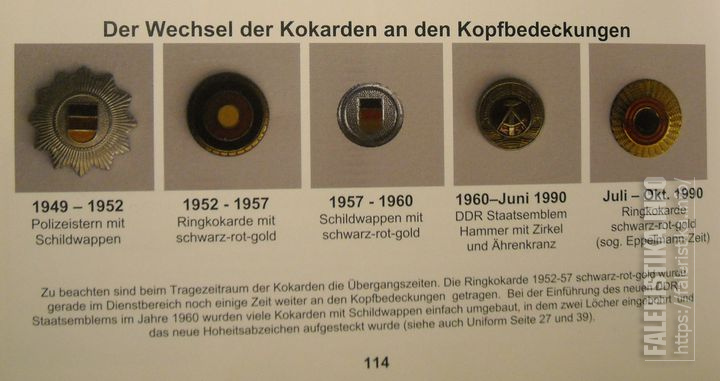 Der Wechsel der Kokarden an den Kopfbedeckungen
1949 – 1952
Polizeistern mit
Schildwappen
1952 - 1957
Ringkokarde mit
schwarz-rot-gold
1957 - 1960
Schildwappen mit
schwarz-rot-gold
1960–Juni 1990
DDR Staatsemblem
Hammer mit Zirkel
und Ährenkranz
Juli – Okt. 1990
Ringkokarde
schwarz-rot-gold
(sog. Eppelmann-Zeit)
Zu beachten sind beim Tragezeitraum der Kokarden die Übergangszeiten. Die Ringkokarde 1952-57 schwarz-rot-gold wurde
gerade im Dienstbereich noch einige Zeit weiter an den Kopfbedeckungen getragen. Bei der Einführung des neuen DDR
Staatsemblems im Jahre 1960 wurden viele Kokarden mit Schildwappen einfach umgebaut, in dem zwei Löcher eingebohrt und
das neue Hoheitsabzeichen aufgesteckt wurde (siehe auch Uniform Seite 27 und 39).
114
FALERISTIKA.INFO
https://faleristika.my